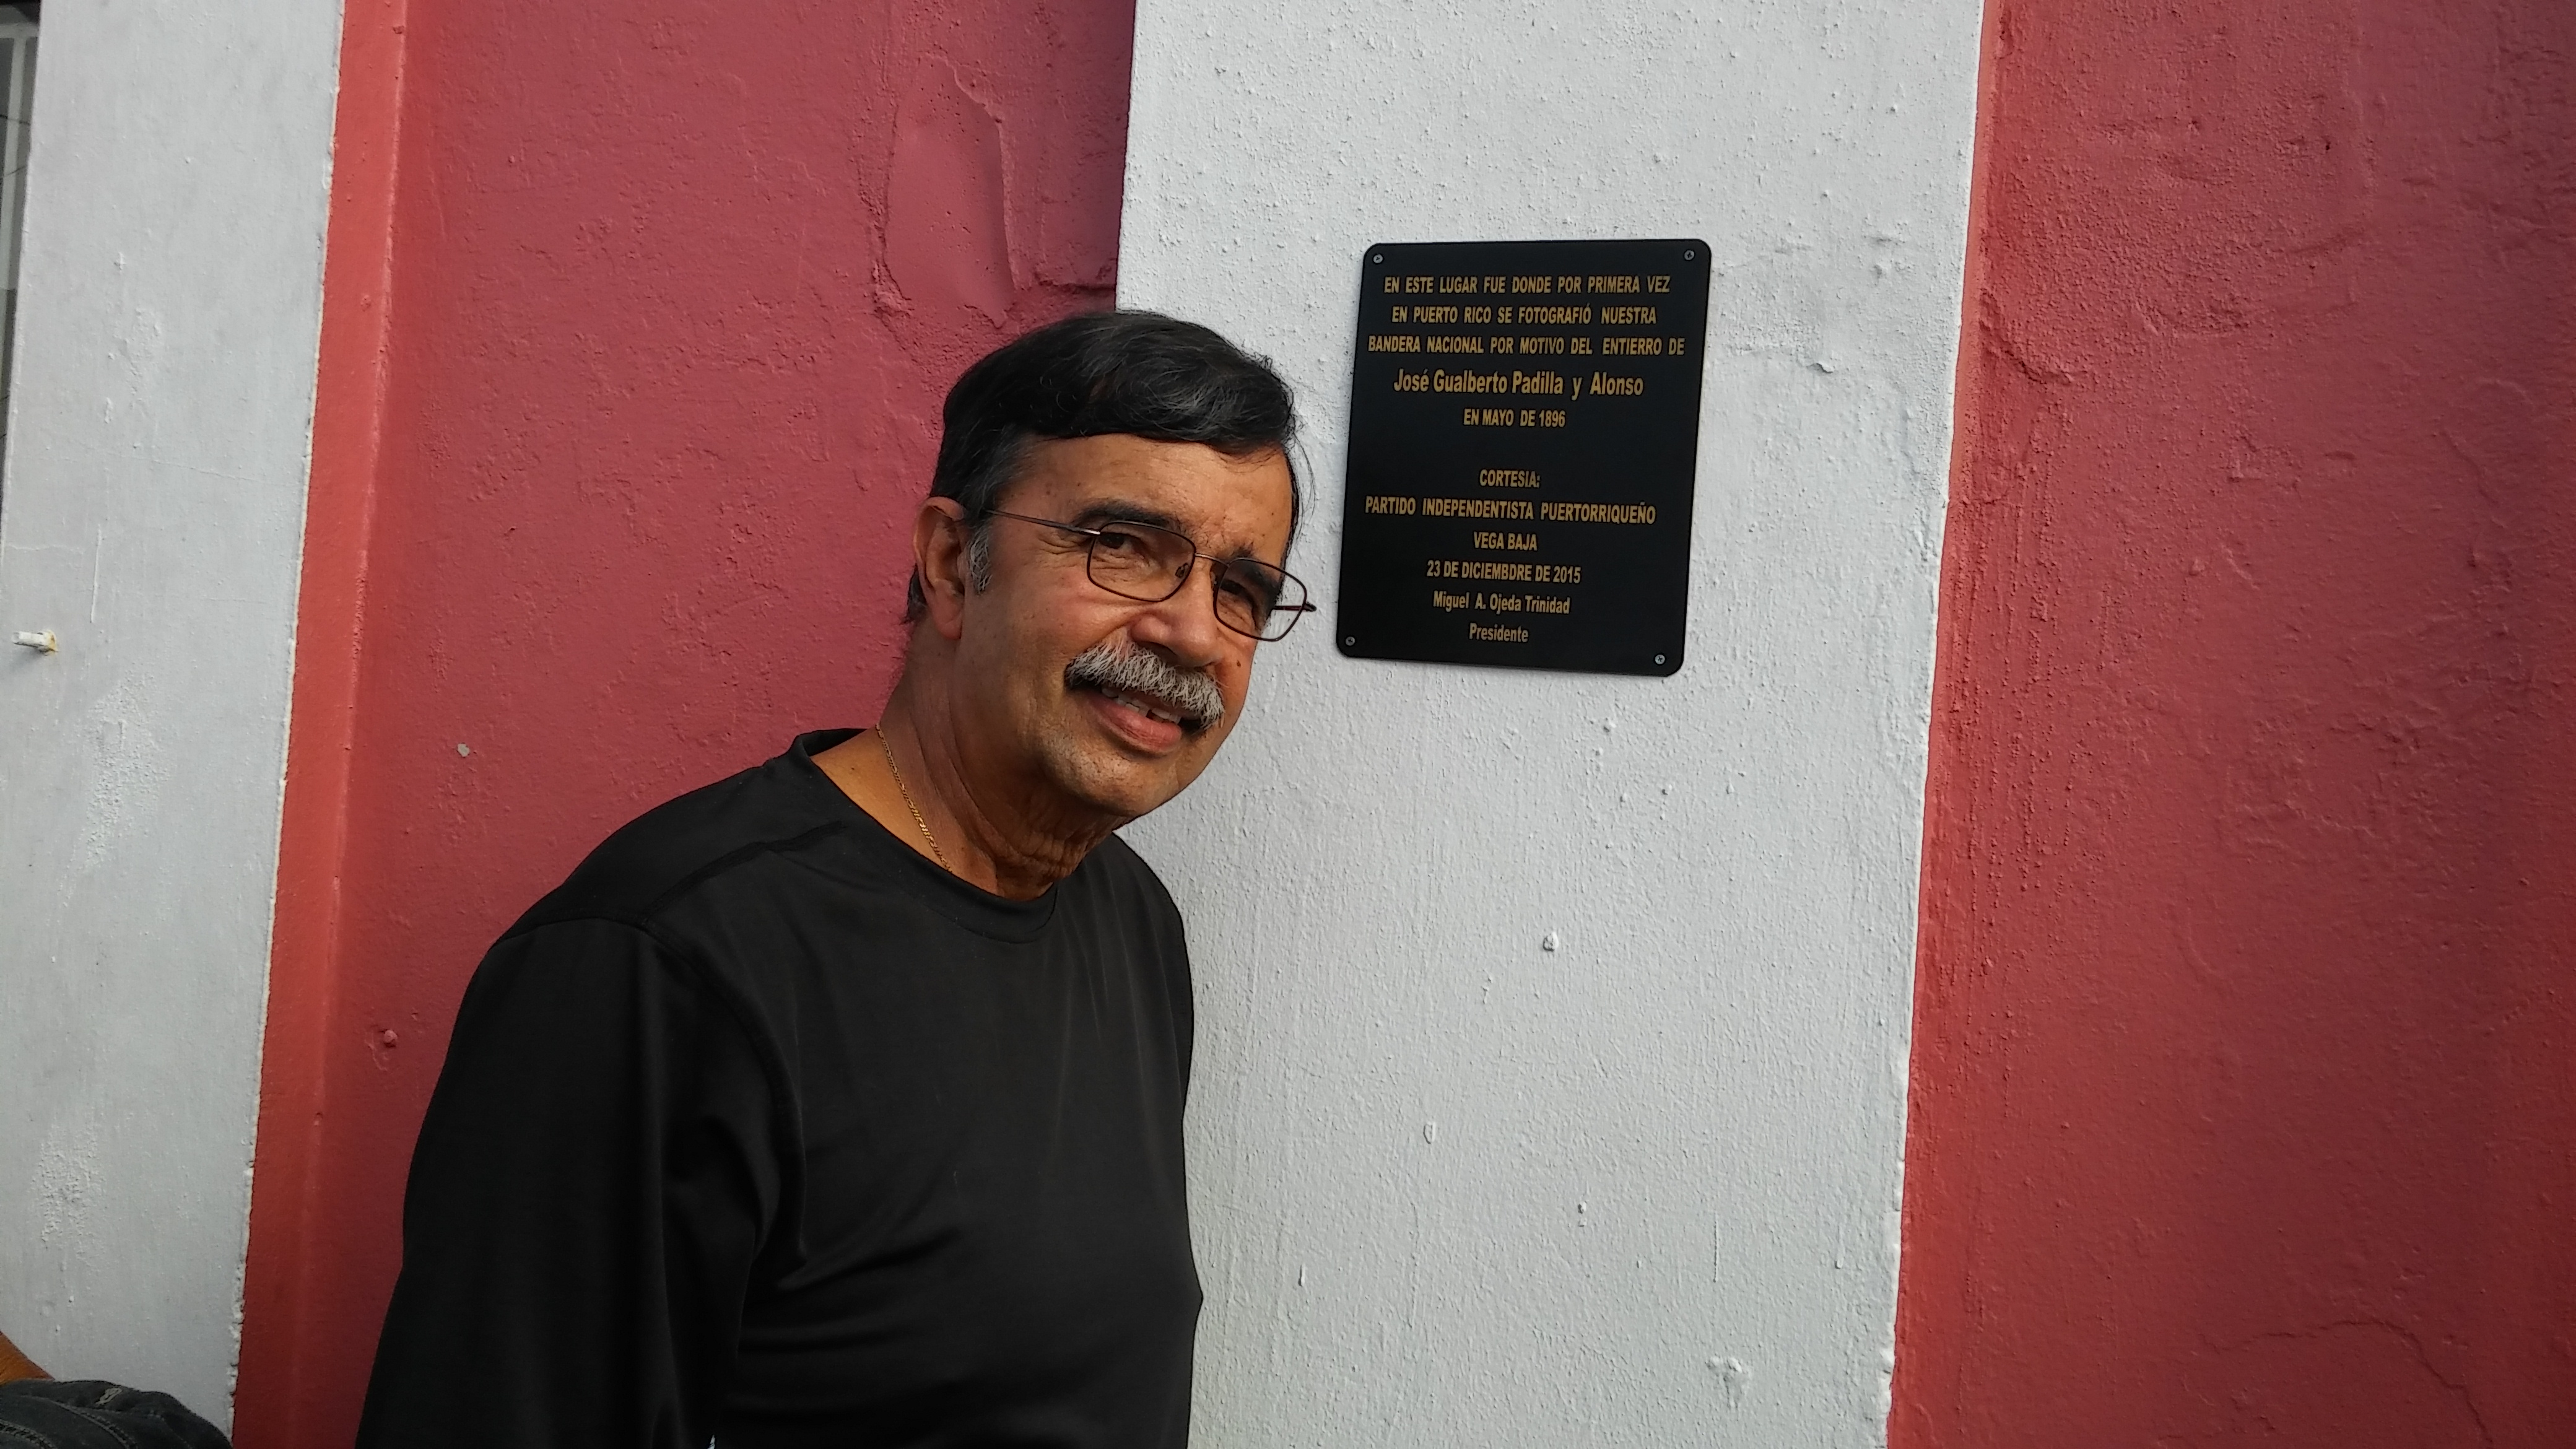 EN ESTE LUGAR FUE DONDE POR PRIMERA VEZ
EN PUERTO RICO SE FOTOGRAFIÓ NUESTRA
BANDERA NACIONAL POR MOTIVO DEL ENTIERRO DE
José Gualberto Padilla y Alonso
EN MAYO DE 1896
CORTESIA:
PARTIDO INDEPENDENTISTA PUERTORRIQUEÑO
VEGA BAJA
23 DE DICIEMBDRE DE 2015
Miguel A. Ojeda Trinidad
Presidente